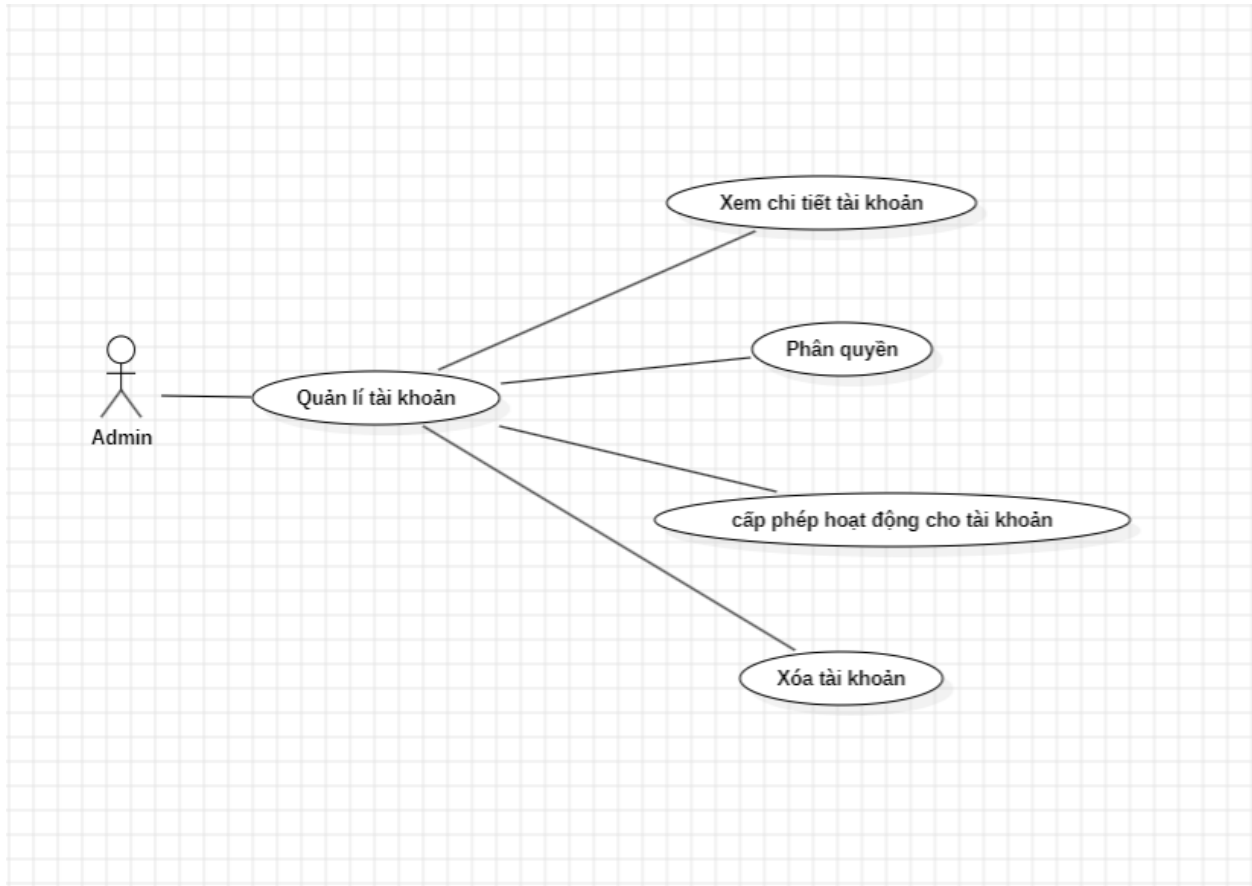 Xem chi tiết tài khoản
Phân quyền
Quản lí tài khoản
Admin
cấp phép hoạt động cho tài khoản
Xóa tài khoản